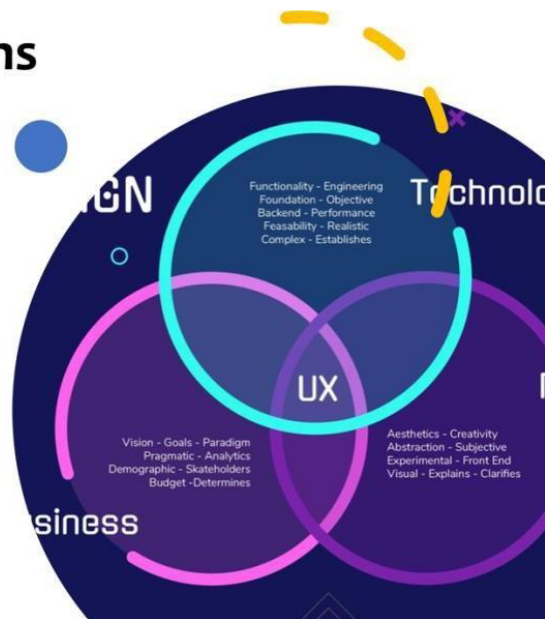 ns
IGN
Technolo
Functionality - Engineering
Foundation - Objective
Backend - Performance
Feasability - Realistic
Complex - Establishes
UX
Vision - Goals - Paradigm
Pragmatic - Analytics
Demographic - Skateholders
Budget -Determines
Aesthetics - Creativity
Abstraction - Subjective
Experimental - Front End
Visual - Explains - Clarifies
siness